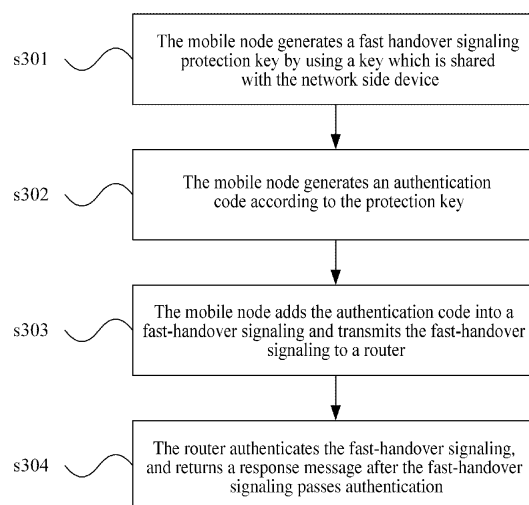 s301
The mobile node generates a fast handover signaling
protection key by using a key which is shared
with the network side device
s302
The mobile node generates an authentication
code according to the protection key
s303
The mobile node adds the authentication code into a
fast-handover signaling and transmits the fast-handover
signaling to a router
s304
The router authenticates the fast-handover signaling,
and returns a response message after the fast-handover
signaling passes authentication